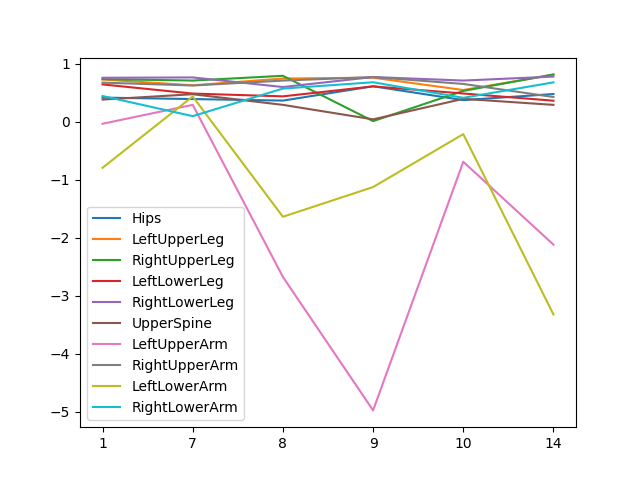 1
0
−1
−2
−3
−4
−5
Hips
LeftUpperLeg
RightUpperLeg
LeftLowerLeg
RightLowerLeg
UpperSpine
LeftUpperArm
RightUpperArm
LeftLowerArm
RightLowerArm
1 7 8 9 10 14